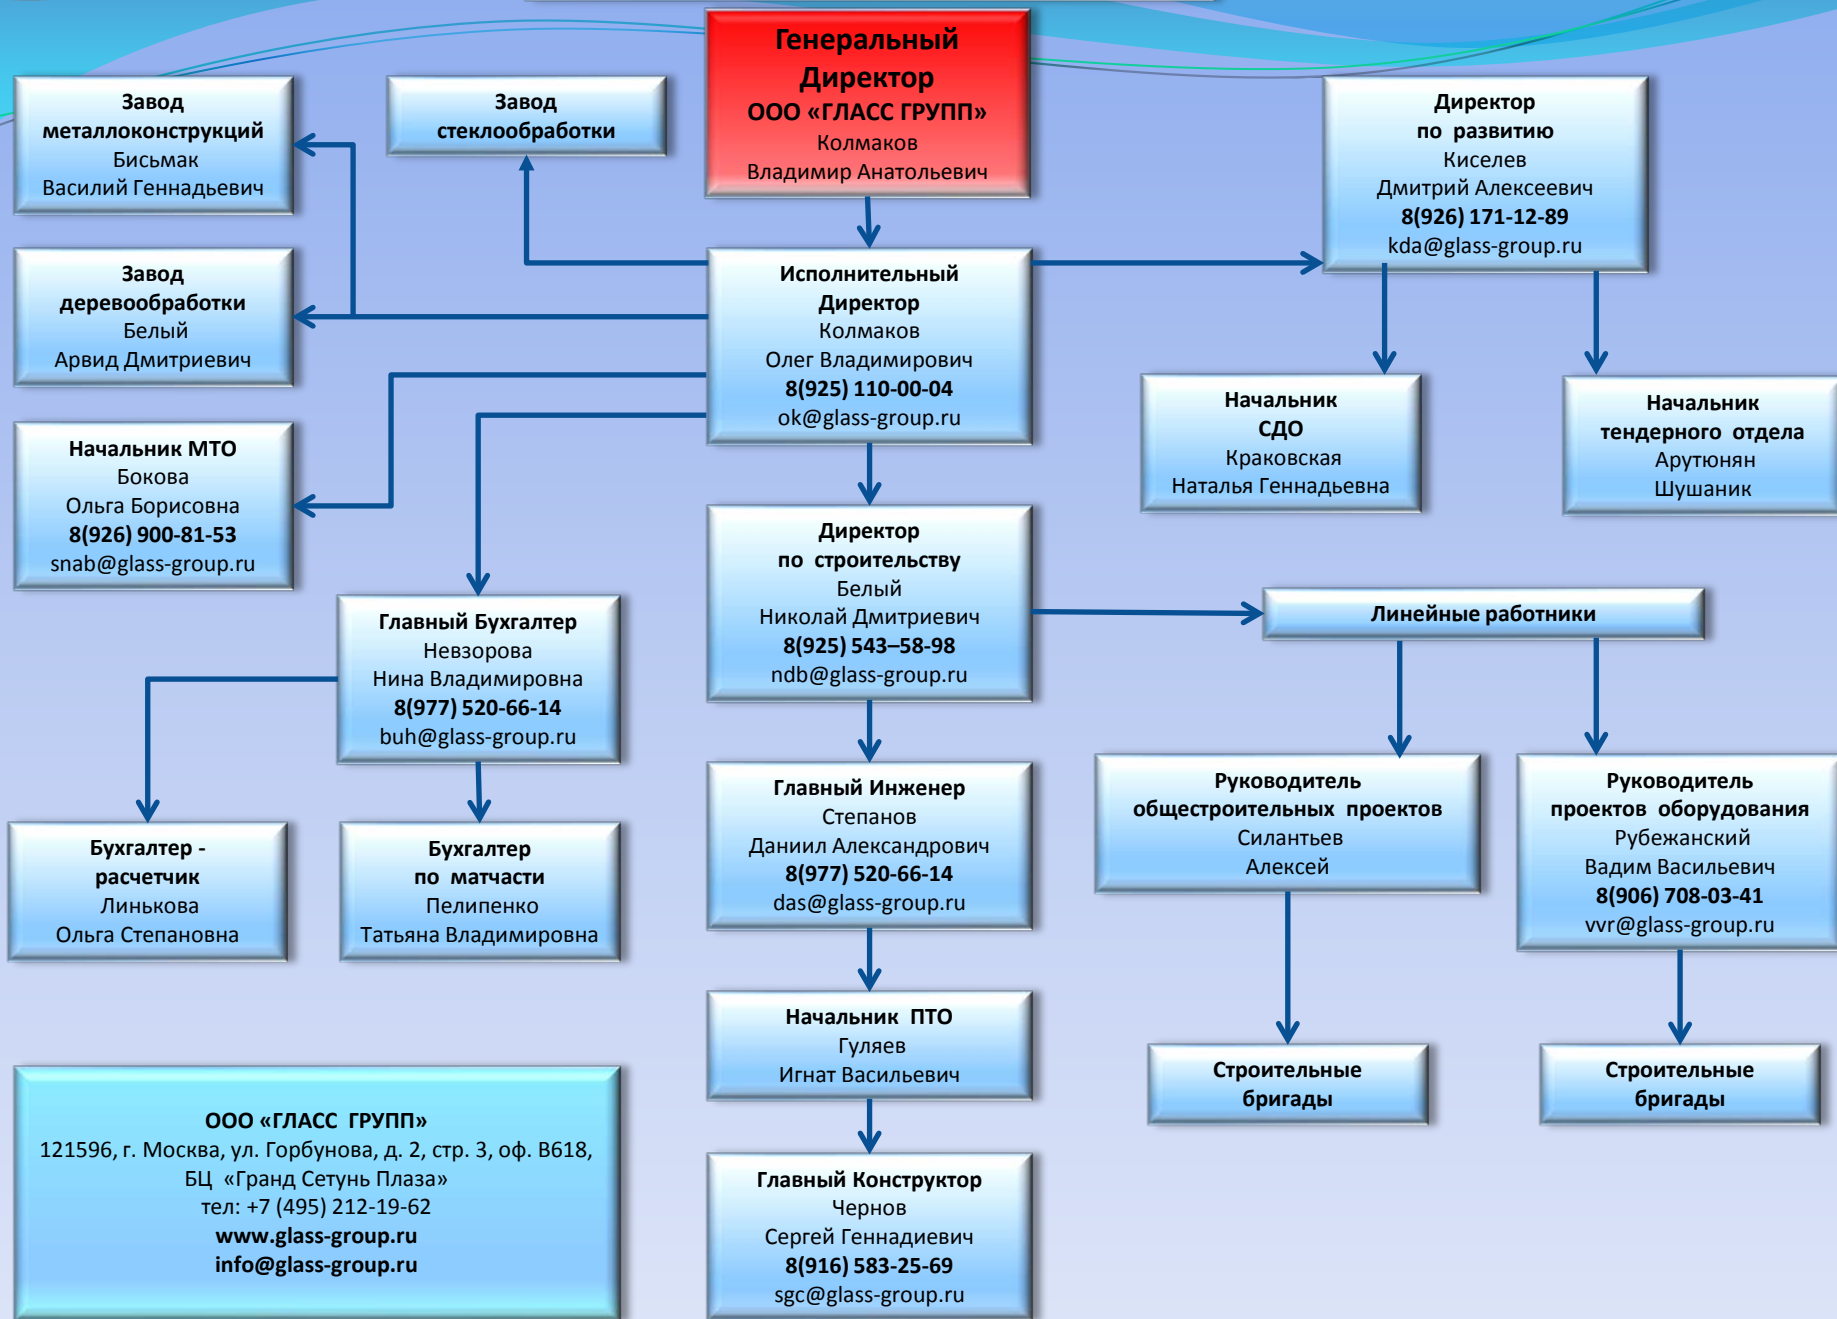 Генеральный
Директор
ООО «ГЛАСС ГРУПП»
Колмаков
Владимир Анатольевич
Завод
металлоконструкций
Бисьмак
Василий Геннадьевич
Завод
стеклообработки
Директор
по развитию
Киселев
Дмитрий Алексеевич
8(926) 171-12-89
kda@glass-group.ru
Завод
деревообработки
Белый
Арвид Дмитриевич
Исполнительный
Директор
Колмаков
Олег Владимирович
8(925) 110-00-04
ok@glass-group.ru
Начальник
СДО
Краковская
Наталья Геннадьевна
Начальник
тендерного отдела
Арутюнян
Шушаник
Начальник МТО
Бокова
Ольга Борисовна
8(926) 900-81-53
snab@glass-group.ru
Директор
по строительству
Белый
Николай Дмитриевич
8(925) 543–58-98
ndb@glass-group.ru
Линейные работники
Главный Бухгалтер
Невзорова
Нина Владимировна
8(977) 520-66-14
buh@glass-group.ru
Главный Инженер
Степанов
Даниил Александрович
8(977) 520-66-14
das@glass-group.ru
Руководитель
общестроительных проектов
Силантьев
Алексей
Руководитель
проектов оборудования
Рубежанский
Вадим Васильевич
8(906) 708-03-41
vvr@glass-group.ru
Бухгалтер -
расчетчик
Линькова
Ольга Степановна
Бухгалтер
по матчасти
Пелипенко
Татьяна Владимировна
Начальник ПТО
Гуляев
Игнат Васильевич
Строительные
бригады
Строительные
бригады
ООО «ГЛАСС ГРУПП»
121596, г. Москва, ул. Горбунова, д. 2, стр. 3, оф. В618,
БЦ «Гранд Сетунь Плаза»
тел: +7 (495) 212-19-62
www.glass-group.ru
info@glass-group.ru
Главный Конструктор
Чернов
Сергей Геннадиевич
8(916) 583-25-69
sgc@glass-group.ru